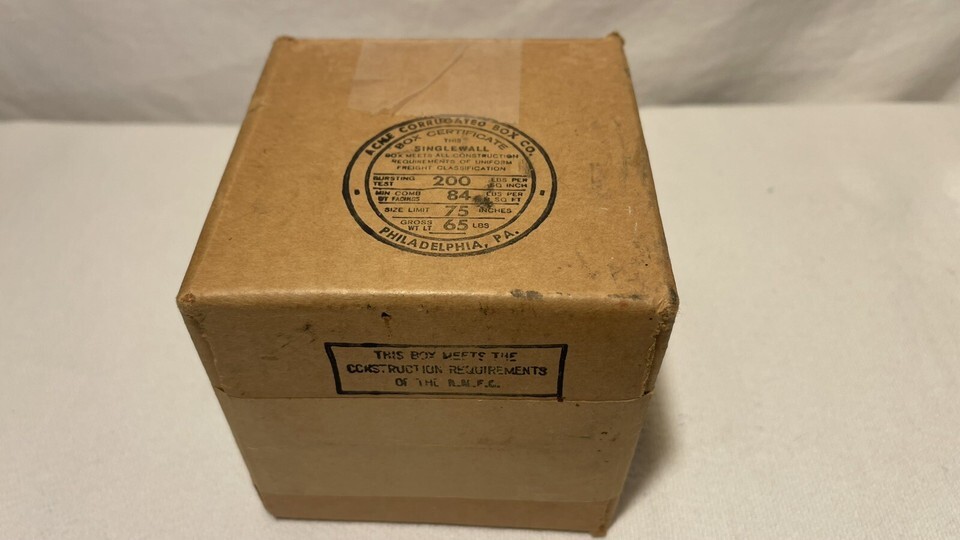 ACME CORRUGATED BOX CO.
BOX CERTIFICATE
THIS
SINGLEWALL
BOX MEETS ALL CONSTRUCTION
REQUIREMENTS OF UNIFORM
FREIGHT CLASSIFICATION
BURSTING TEST 200 LBS PER SQ INCH
MIN COMB WT FACINGS 84 LBS PER M SQ FT
SIZE LIMIT 75 INCHES
GROSS WT LT 65 LBS
PHILADELPHIA, PA.
THIS BOX MEETS THE
CONSTRUCTION REQUIREMENTS
OF THE N.M.F.C.